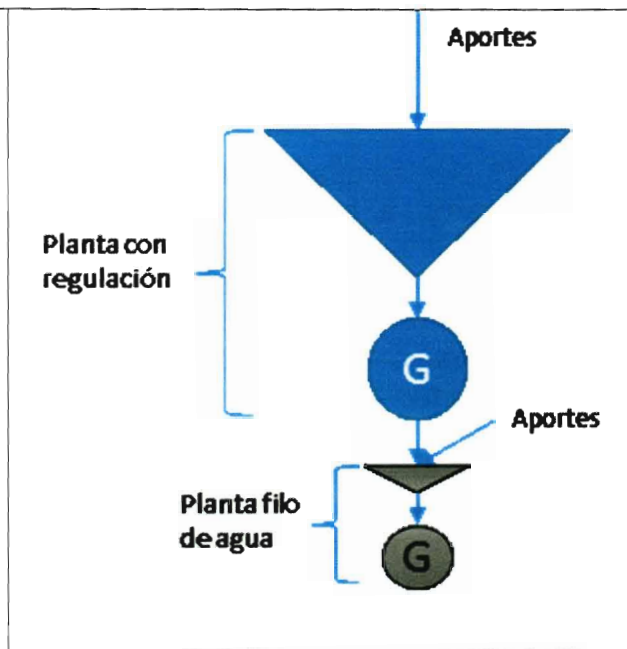 Aportes
Planta con
regulación
G
Aportes
Planta filo
de agua
G